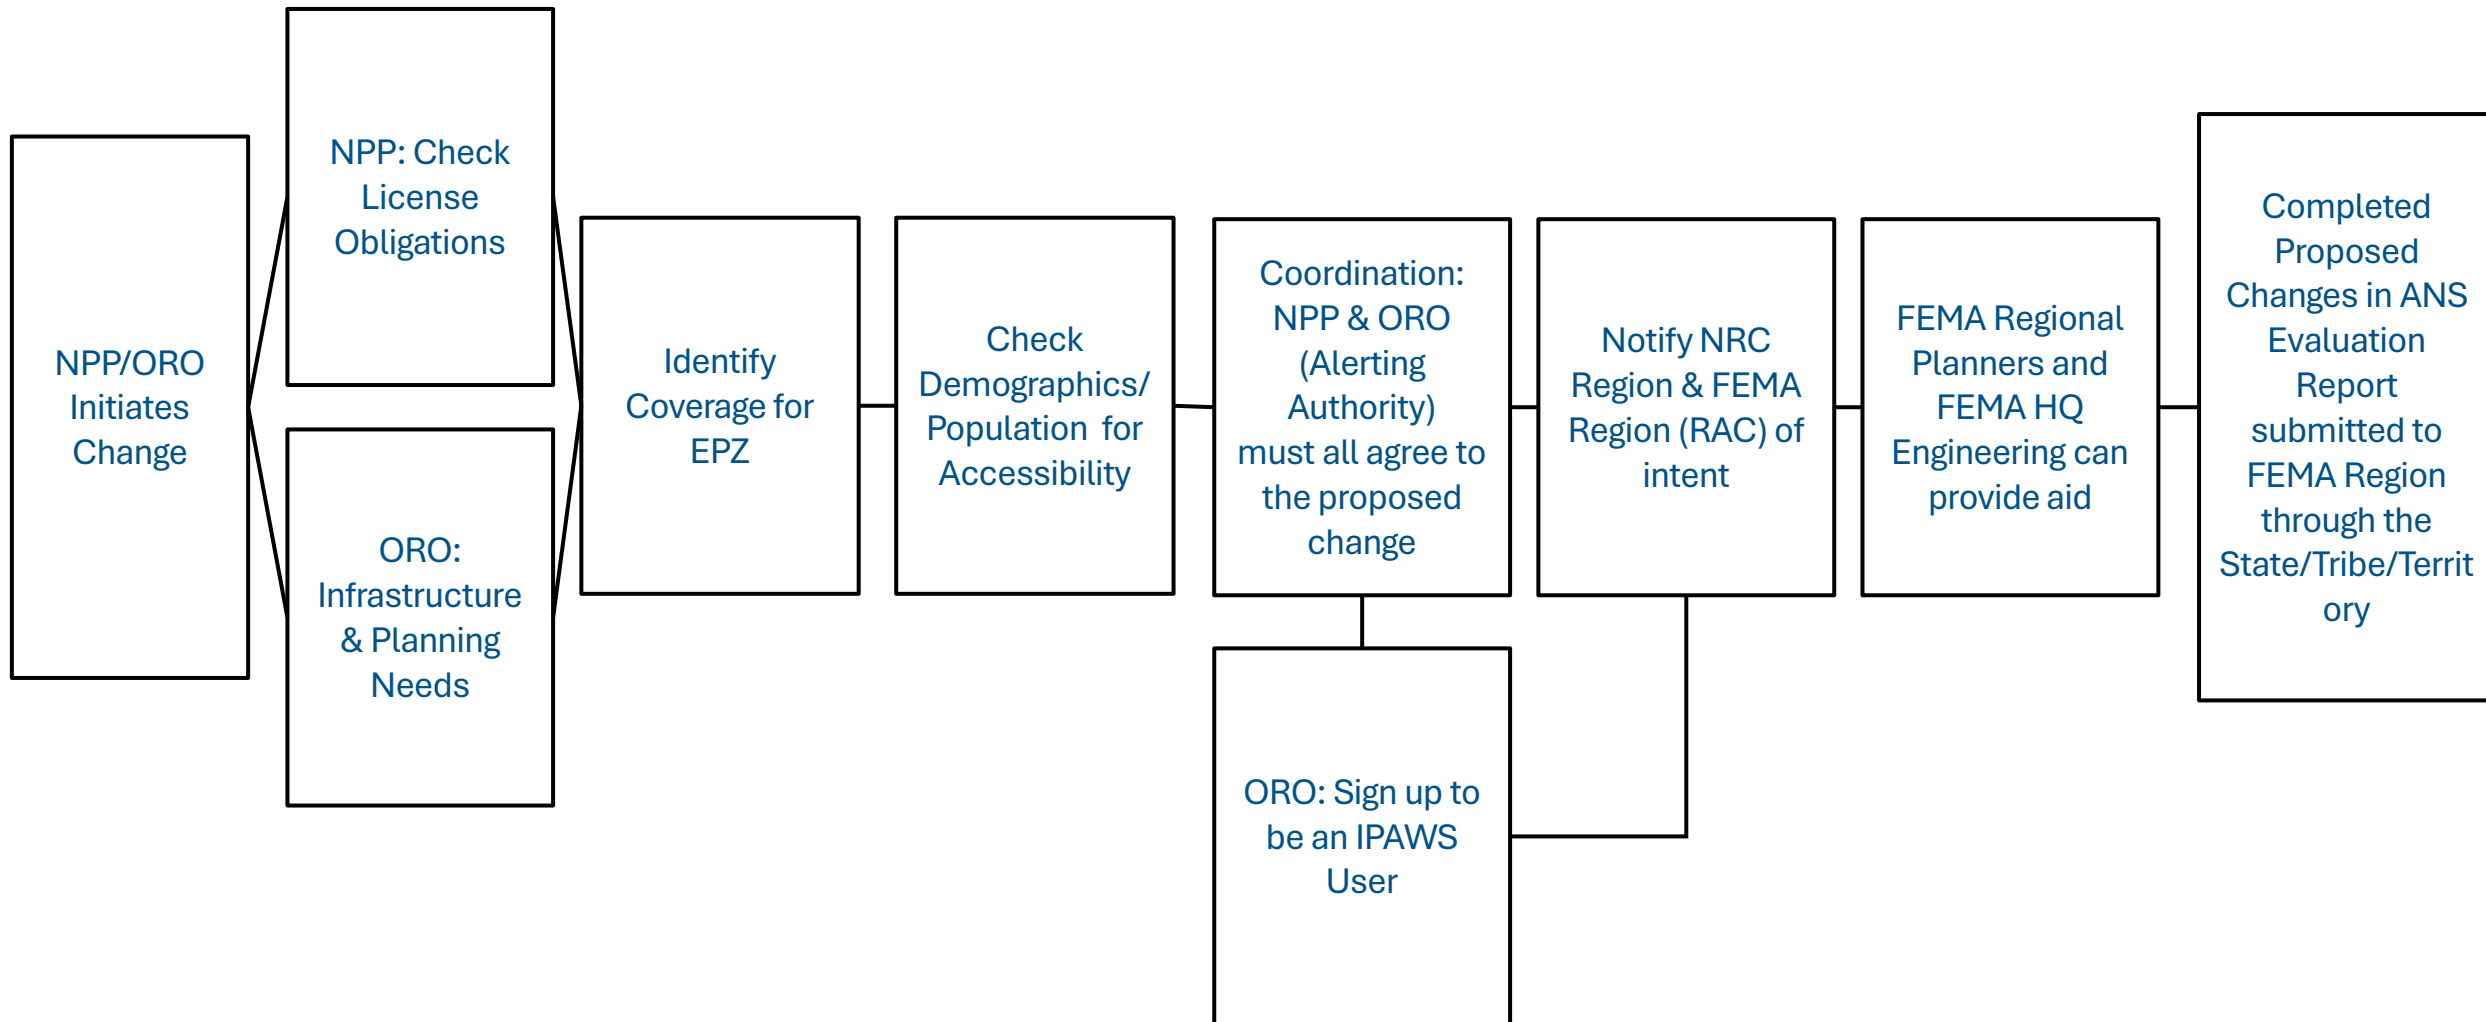 NPP/ORO
Initiates
Change
NPP: Check
License
Obligations
ORO:
Infrastructure
& Planning
Needs
Identify
Coverage for
EPZ
Check
Demographics/
Population for
Accessibility
Coordination:
NPP & ORO
(Alerting
Authority)
must all agree to
the proposed
change
ORO: Sign up to
be an IPAWS
User
Notify NRC
Region & FEMA
Region (RAC) of
intent
FEMA Regional
Planners and
FEMA HQ
Engineering can
provide aid
Completed
Proposed
Changes in ANS
Evaluation
Report
submitted to
FEMA Region
through the
State/Tribe/Territ
ory